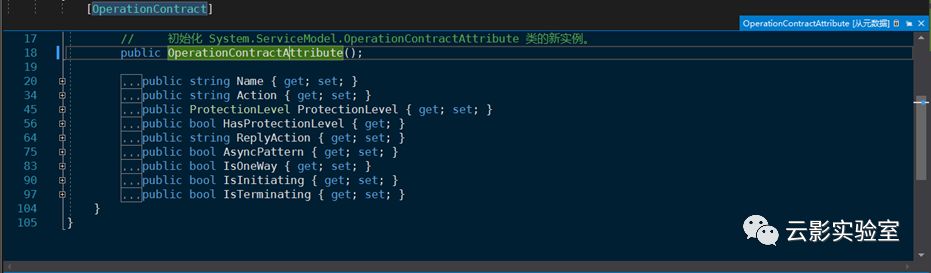 [OperationContract]
OperationContractAttribute [从元数据]
17 // 初始化 System.ServiceModel.OperationContractAttribute 类的新实例。
18 public OperationContractAttribute();
19
20 ...public string Name { get; set; }
34 ...public string Action { get; set; }
45 ...public ProtectionLevel ProtectionLevel { get; set; }
56 ...public bool HasProtectionLevel { get; }
64 ...public string ReplyAction { get; set; }
75 ...public bool AsyncPattern { get; set; }
83 ...public bool IsOneWay { get; set; }
90 ...public bool IsInitiating { get; set; }
97 ...public bool IsTerminating { get; set; }
104 }
105 }
云影实验室